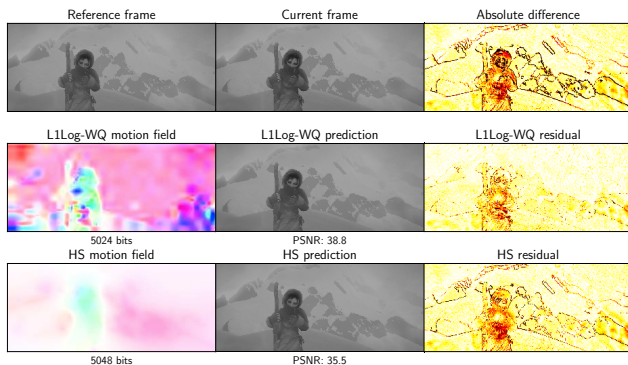 Reference frame
Current frame
Absolute difference
L1Log-WQ motion field
L1Log-WQ prediction
L1Log-WQ residual
5024 bits
PSNR: 38.8
HS motion field
HS prediction
HS residual
5048 bits
PSNR: 35.5